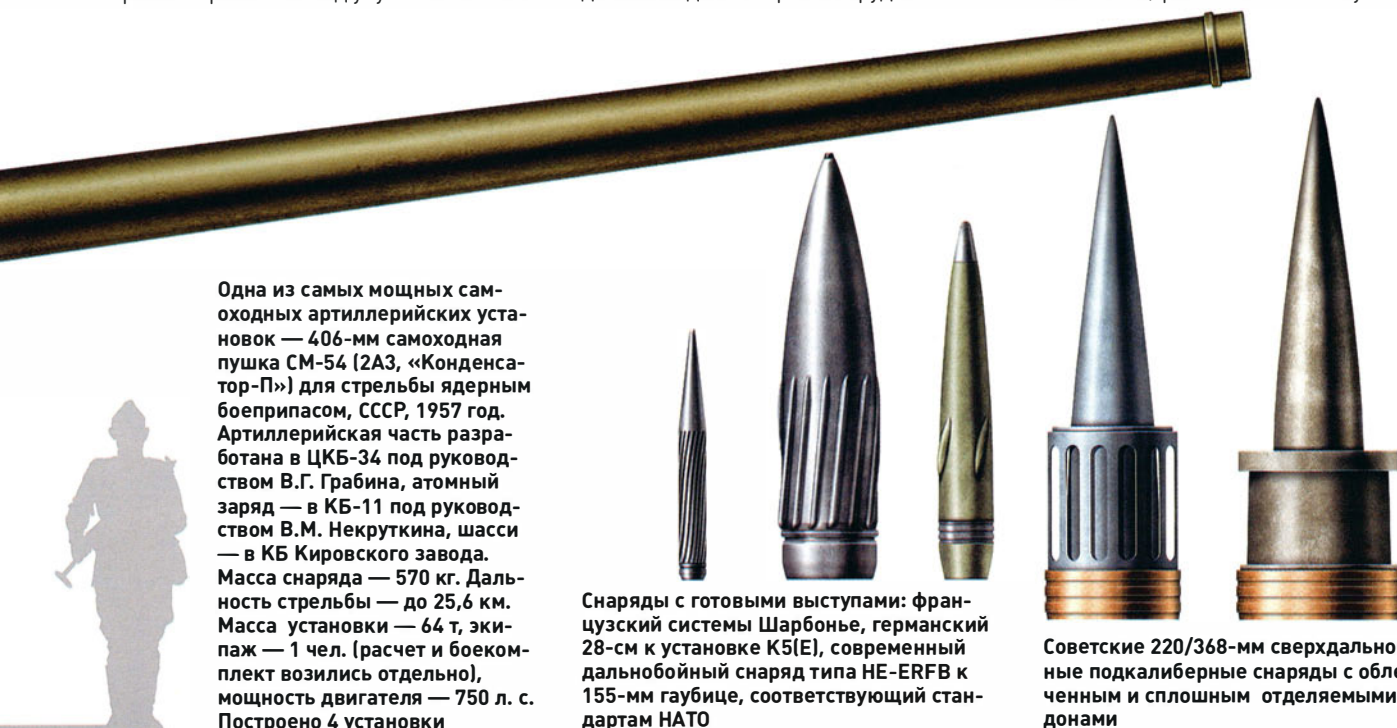 Одна из самых мощных сам-
оходных артиллерийских уста-
новок — 406-мм самоходная
пушка СМ-54 (2А3, «Конденса-
тор-П») для стрельбы ядерным
боеприпасом, СССР, 1957 год.
Артиллерийская часть разра-
ботана в ЦКБ-34 под руковод-
ством В.Г. Грабина, атомный
заряд — в КБ-11 под руковод-
ством В.М. Некруткина, шасси
— в КБ Кировского завода.
Масса снаряда — 570 кг. Даль-
ность стрельбы — до 25,6 км.
Масса установки — 64 т, эки-
паж — 1 чел. (расчет и боеком-
плект возились отдельно),
мощность двигателя — 750 л. с.
Построено 4 установки
Снаряды с готовыми выступами: фран-
цузский системы Шарбонье, германский
28-см к установке K5(E), современный
дальнобойный снаряд типа HE-ERFB к
155-мм гаубице, соответствующий стан-
дартам НАТО
Советские 220/368-мм сверхдально
ные подкалиберные снаряды с обле
ченным и сплошным отделяемыми
донами